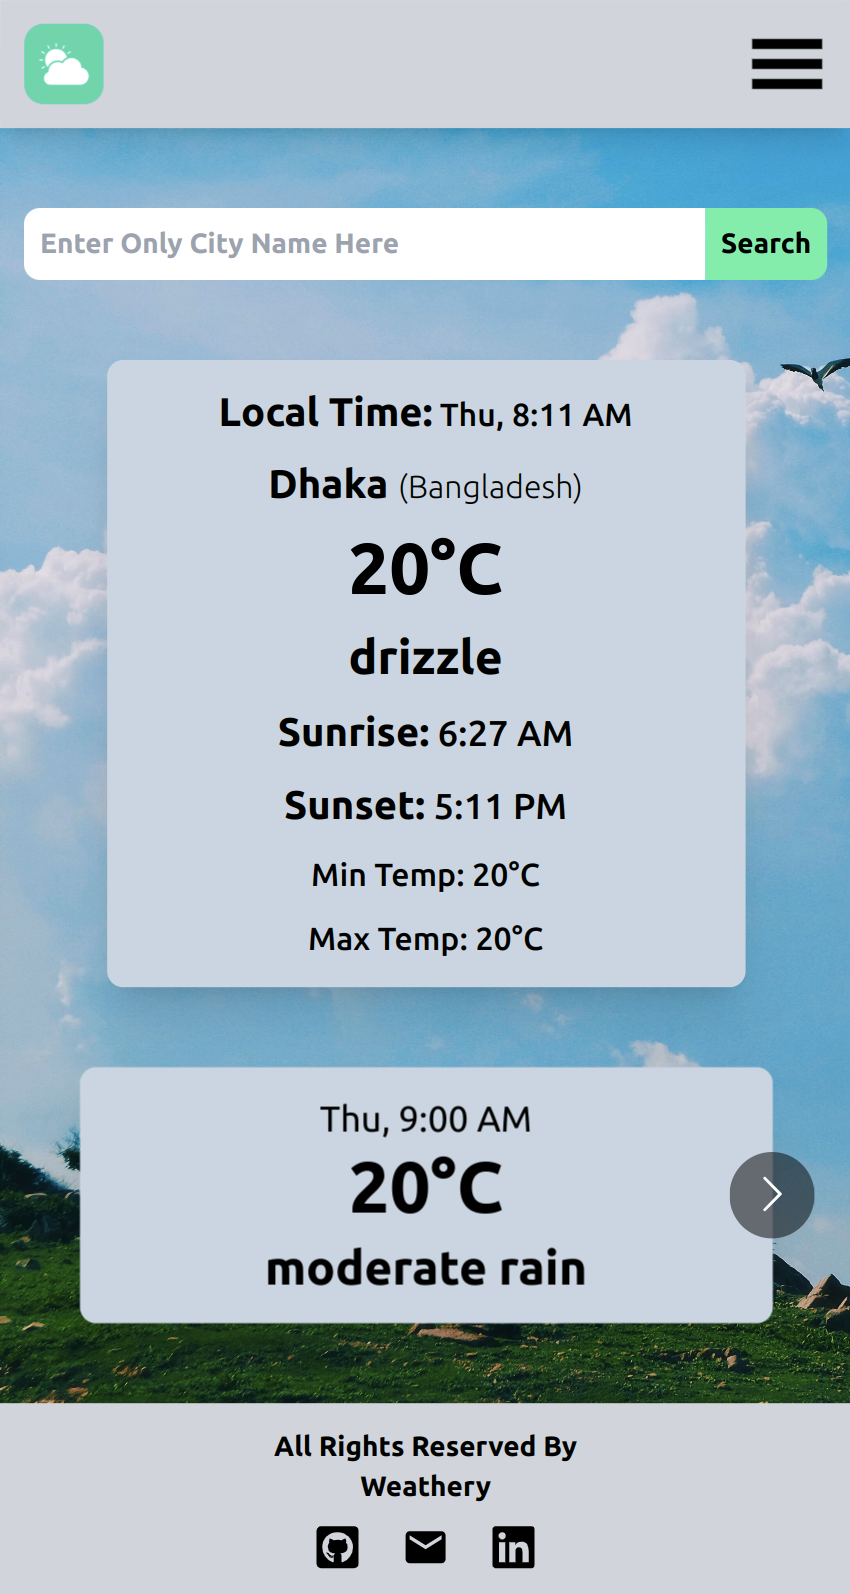 Enter Only City Name Here
Search
Local Time: Thu, 8:11 AM
Dhaka (Bangladesh)
20°C
drizzle
Sunrise: 6:27 AM
Sunset: 5:11 PM
Min Temp: 20°C
Max Temp: 20°C
Thu, 9:00 AM
20°C
moderate rain
All Rights Reserved By
Weathery
in